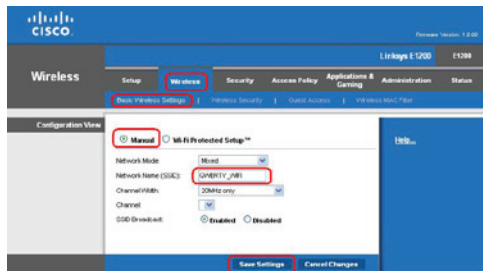 CISCO
Firmware Version: 1.0.00
Linksys E1200
E1200
Wireless
Setup
Wireless
Security
Access Policy
Applications & Gaming
Administration
Status
Basic Wireless Settings | Wireless Security | Guest Access | Wireless MAC Filter
Configuration View
Manual
Wi-Fi Protected Setup™
Help...
Network Mode
Mixed
Network Name (SSID):
QWERTY_WIFI
Channel Width:
20MHz only
Channel
SSID Broadcast:
Enabled
Disabled
Save Settings
Cancel Changes